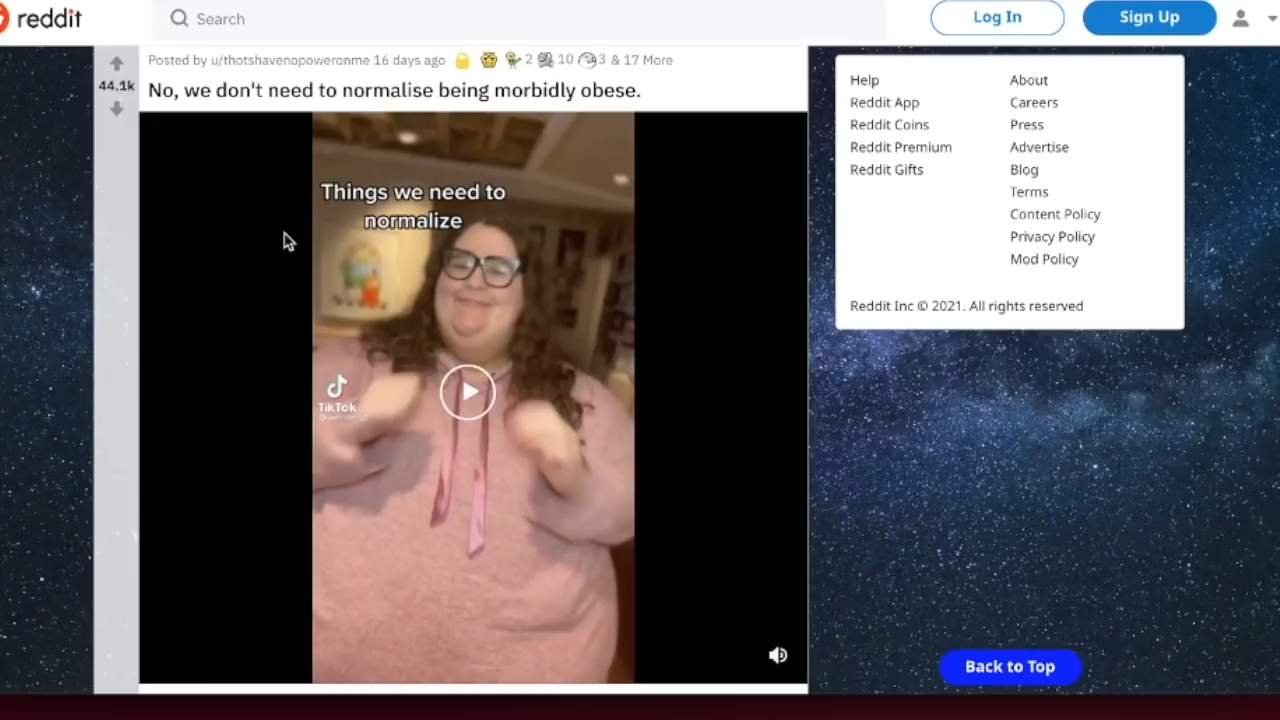 reddit
Search
Log In
Sign Up
44.1k
Posted by u/thotshavenopoweronme 16 days ago 2 10 3 & 17 More
No, we don't need to normalise being morbidly obese.
Things we need to
normalize
TikTok
Help
Reddit App
Reddit Coins
Reddit Premium
Reddit Gifts
About
Careers
Press
Advertise
Blog
Terms
Content Policy
Privacy Policy
Mod Policy
Reddit Inc © 2021. All rights reserved
Back to Top